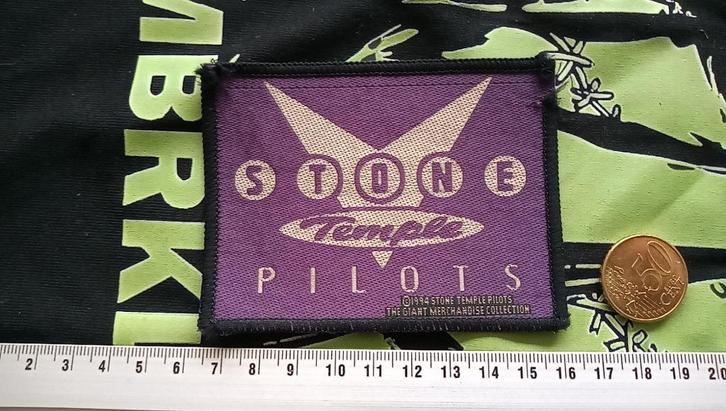 MBRK
STONE
Temple
PILOTS
©1994 STONE TEMPLE PILOTS
THE GIANT MERCHANDISE COLLECTION
50
CENT
2 3 4 5 6 7 8 9 10 11 12 13 14 15 16 17 18 19 20